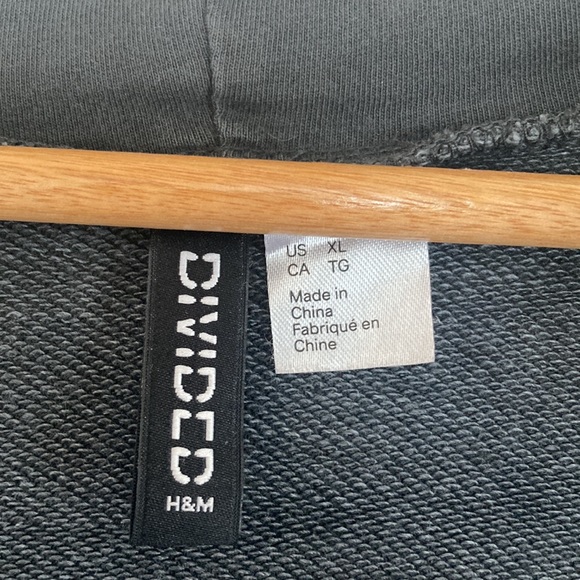 DIVIDED
H&M
US XL
CA TG
Made in
China
Fabriqué en
Chine